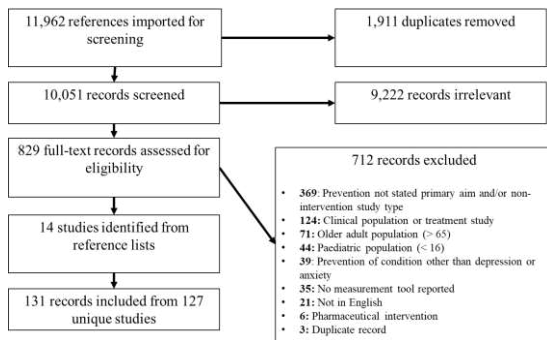 11,962 references imported for
screening
1,911 duplicates removed
10,051 records screened
9,222 records irrelevant
829 full-text records assessed for
eligibility
712 records excluded
• 369: Prevention not stated primary aim and/or non-
intervention study type
• 124: Clinical population or treatment study
• 71: Older adult population (> 65)
• 44: Paediatric population (< 16)
• 39: Prevention of condition other than depression or
anxiety
• 35: No measurement tool reported
• 21: Not in English
• 6: Pharmaceutical intervention
• 3: Duplicate record
14 studies identified from
reference lists
131 records included from 127
unique studies